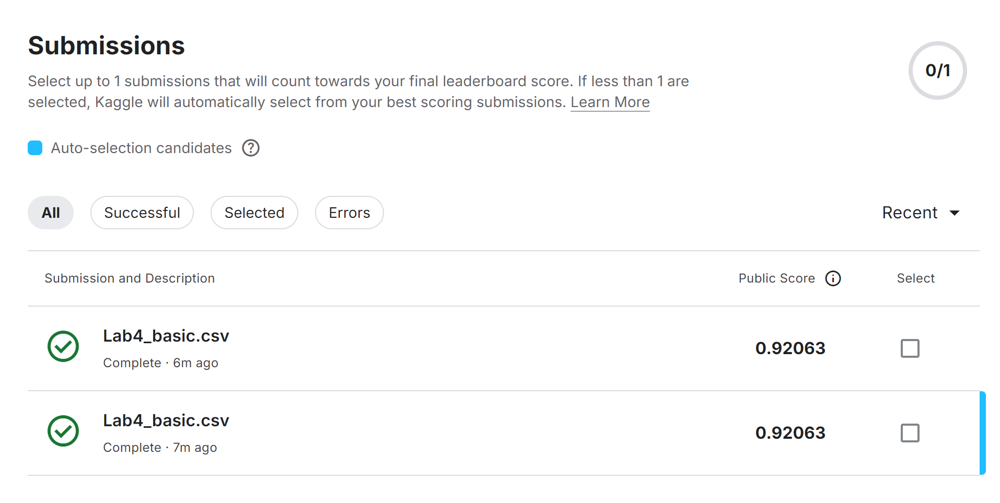 Submissions
Select up to 1 submissions that will count towards your final leaderboard score. If less than 1 are
selected, Kaggle will automatically select from your best scoring submissions. Learn More
0/1
Auto-selection candidates ?
All Successful Selected Errors Recent
Submission and Description Public Score i Select
Lab4_basic.csv
Complete · 6m ago
0.92063
Lab4_basic.csv
Complete · 7m ago
0.92063